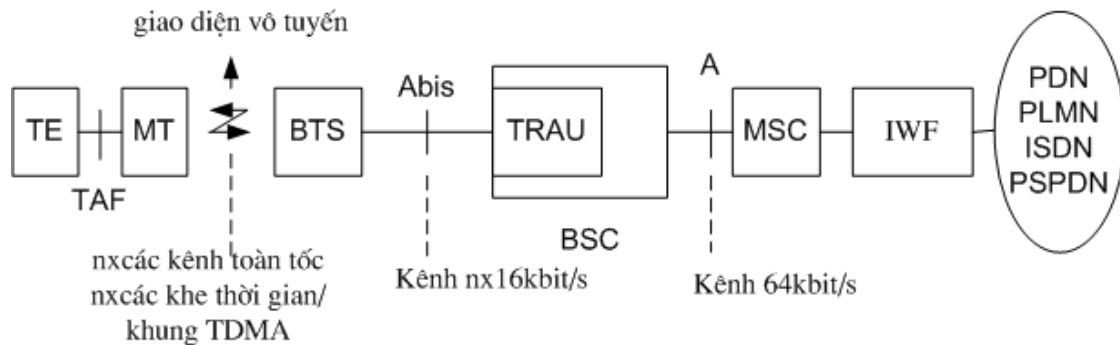 giao diện vô tuyến
TE
MT
TAF
BTS
Abis
TRAU
BSC
A
MSC
IWF
PDN
PLMN
ISDN
PSPDN
nxcác kênh toàn tốc
nxcác khe thời gian/
khung TDMA
Kênh nx16kbit/s
Kênh 64kbit/s